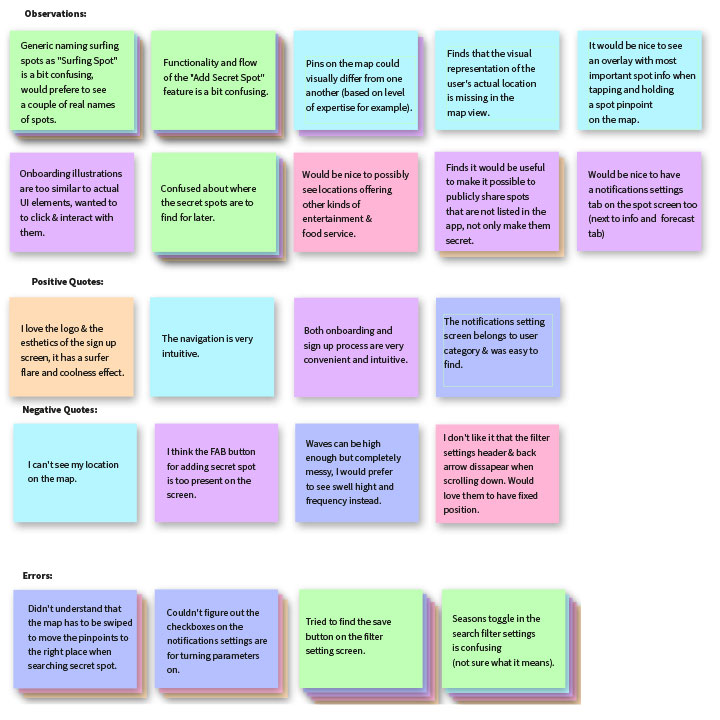 Observations:
Generic naming surfing
spots as "Surfing Spot"
is a bit confusing,
would prefere to see
a couple of real names
of spots.
Functionality and flow
of the "Add Secret Spot"
feature is a bit confusing.
Pins on the map could
visually differ from one
another (based on level
of expertise for example).
Finds that the visual
representation of the
user's actual location
is missing in the
map view.
It would be nice to see
an overlay with most
important spot info when
tapping and holding
a spot pinpoint
on the map.
Onboarding illustrations
are too similar to actual
UI elements, wanted to
to click & interact with
them.
Confused about where
the secret spots are to
find for later.
Would be nice to possibly
see locations offering
other kinds of
entertainment &
food service.
Finds it would be useful
to make it possible to
publicly share spots
that are not listed in the
app, not only make them
secret.
Would be nice to have
a notifications settings
tab on the spot screen too
(next to info and forecast
tab)
Positive Quotes:
I love the logo & the
esthetics of the sign up
screen, it has a surfer
flare and coolness effect.
The navigation is very
intuitive.
Both onboarding and
sign up process are very
convenient and intuitive.
The notifications setting
screen belongs to user
category & was easy to
find.
Negative Quotes:
I can't see my location
on the map.
I think the FAB button
for adding secret spot
is too present on the
screen.
Waves can be high
enough but completely
messy, I would prefer
to see swell hight and
frequency instead.
I don't like it that the filter
settings header & back
arrow dissapear when
scrolling down. Would
love them to have fixed
position.
Errors:
Didn't understand that
the map has to be swiped
to move the pinpoints to
the right place when
searching secret spot.
Couldn't figure out the
checkboxes on the
notifications settings are
for turning parameters
on.
Tried to find the save
button on the filter
setting screen.
Seasons toggle in the
search filter settings
is confusing
(not sure what it means).